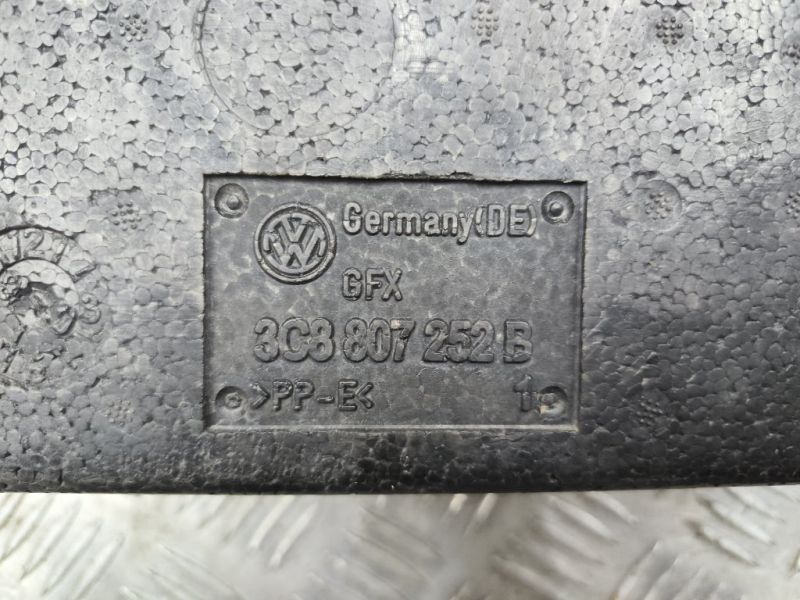 Germany(DE)
GFX
3C8 807 252 B
>PP-E< 1